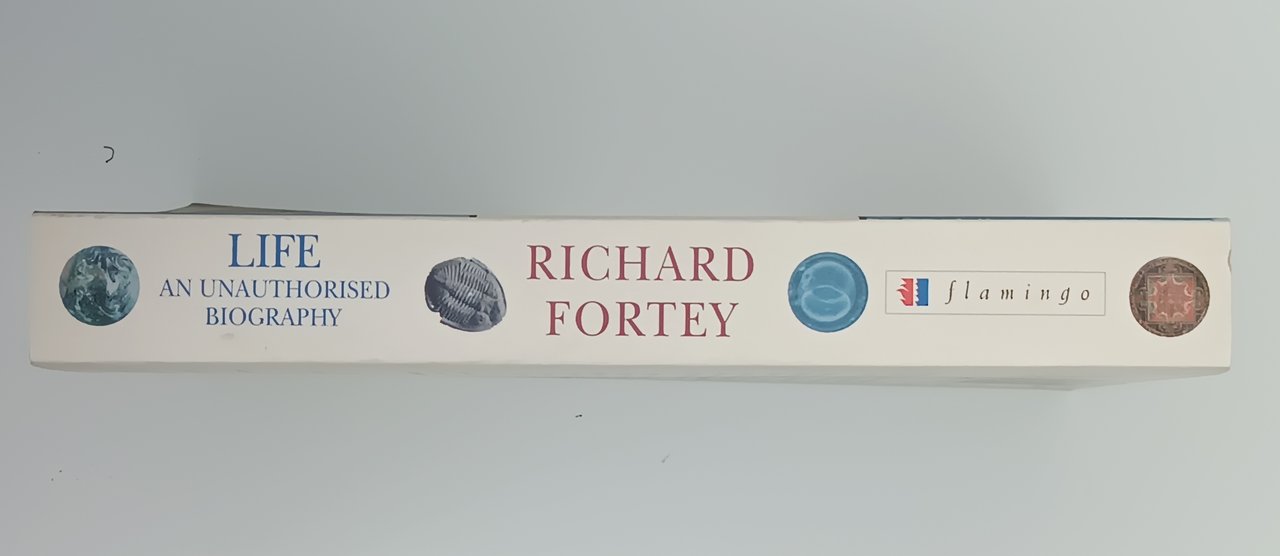 LIFE
AN UNAUTHORISED
BIOGRAPHY
RICHARD
FORTEY
flamingo